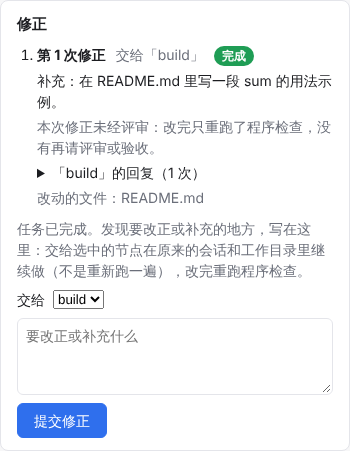 修正
1. 第 1 次修正 交给「build」 完成
补充：在 README.md 里写一段 sum 的用法示
例。
本次修正未经评审：改完只重跑了程序检查，没
有再请评审或验收。
▶ 「build」的回复（1 次）
改动的文件：README.md
任务已完成。发现要改正或补充的地方，写在这
里：交给选中的节点在原来的会话和工作目录里继
续做（不是重新跑一遍），改完重跑程序检查。
交给 build
要改正或补充什么
提交修正